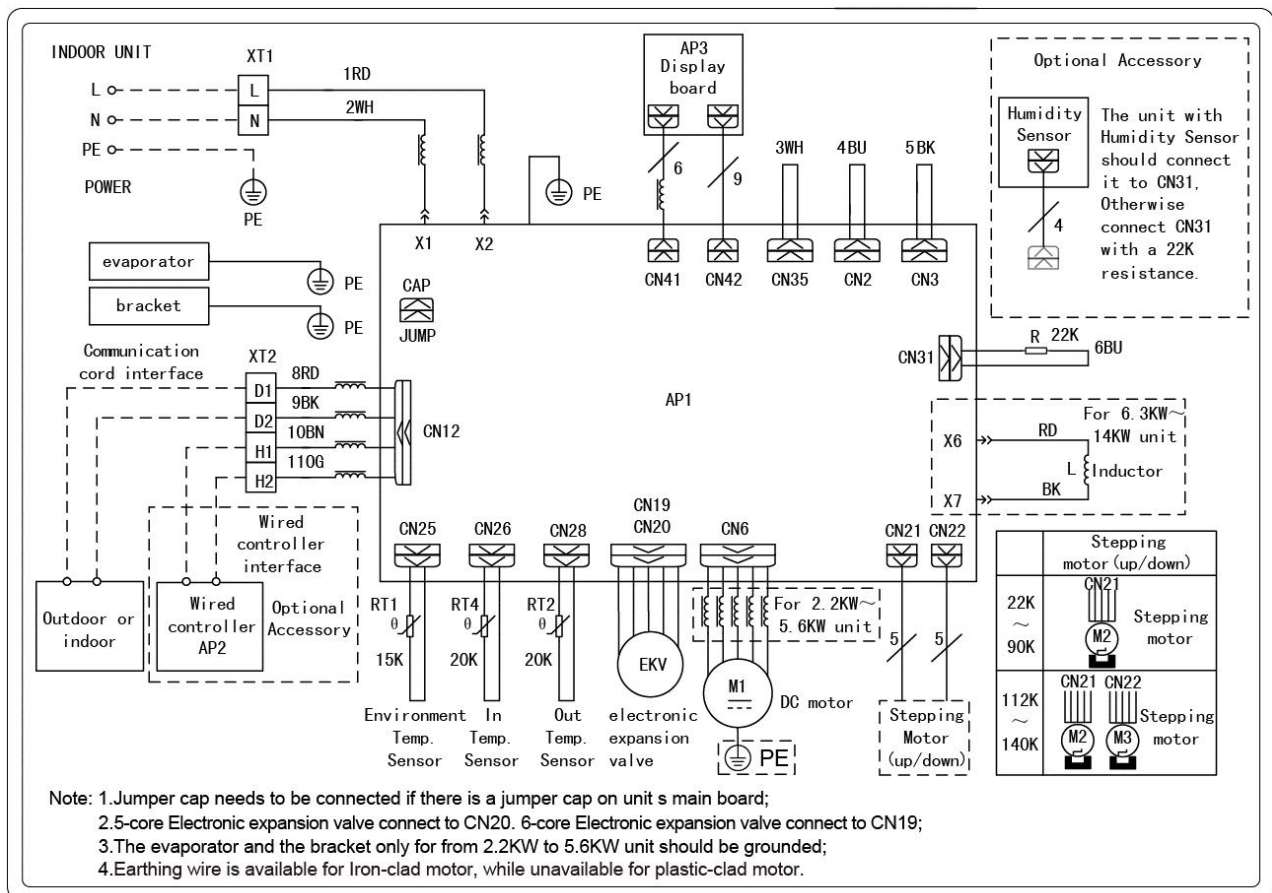 INDOOR UNIT
XT1
L
N
PE
POWER
L
N
1RD
2WH
PE
X1
X2
PE
AP3
Display
board
6
9
3WH
4BU
5BK
CN41
CN42
CN35
CN2
CN3
Optional Accessory
Humidity
Sensor
4
The unit with
Humidity Sensor
should connect
it to CN31,
Otherwise
connect CN31
with a 22K
resistance.
evaporator
PE
bracket
PE
CAP
JUMP
Communication
cord interface
XT2
D1
D2
H1
H2
8RD
9BK
10BN
11OG
CN12
AP1
CN31
R
22K
6BU
For 6.3KW~
14KW unit
X6
RD
L
Inductor
X7
BK
Wired
controller
interface
Outdoor or
indoor
Wired
controller
AP2
Optional
Accessory
CN25
CN26
CN28
CN19
CN20
CN6
CN21
CN22
RT1
θ
15K
RT4
θ
20K
RT2
θ
20K
EKV
For 2.2KW~
5.6KW unit
M1
DC motor
PE
5
5
Environment
Temp.
Sensor
In
Temp.
Sensor
Out
Temp.
Sensor
electronic
expansion
valve
Stepping
Motor
(up/down)
Stepping
motor(up/down)
22K
~
90K
CN21
M2
Stepping
motor
112K
~
140K
CN21
CN22
M2
M3
Stepping
motor
Note: 1.Jumper cap needs to be connected if there is a jumper cap on unit s main board;
2.5-core Electronic expansion valve connect to CN20. 6-core Electronic expansion valve connect to CN19;
3.The evaporator and the bracket only for from 2.2KW to 5.6KW unit should be grounded;
4.Earthing wire is available for Iron-clad motor, while unavailable for plastic-clad motor.